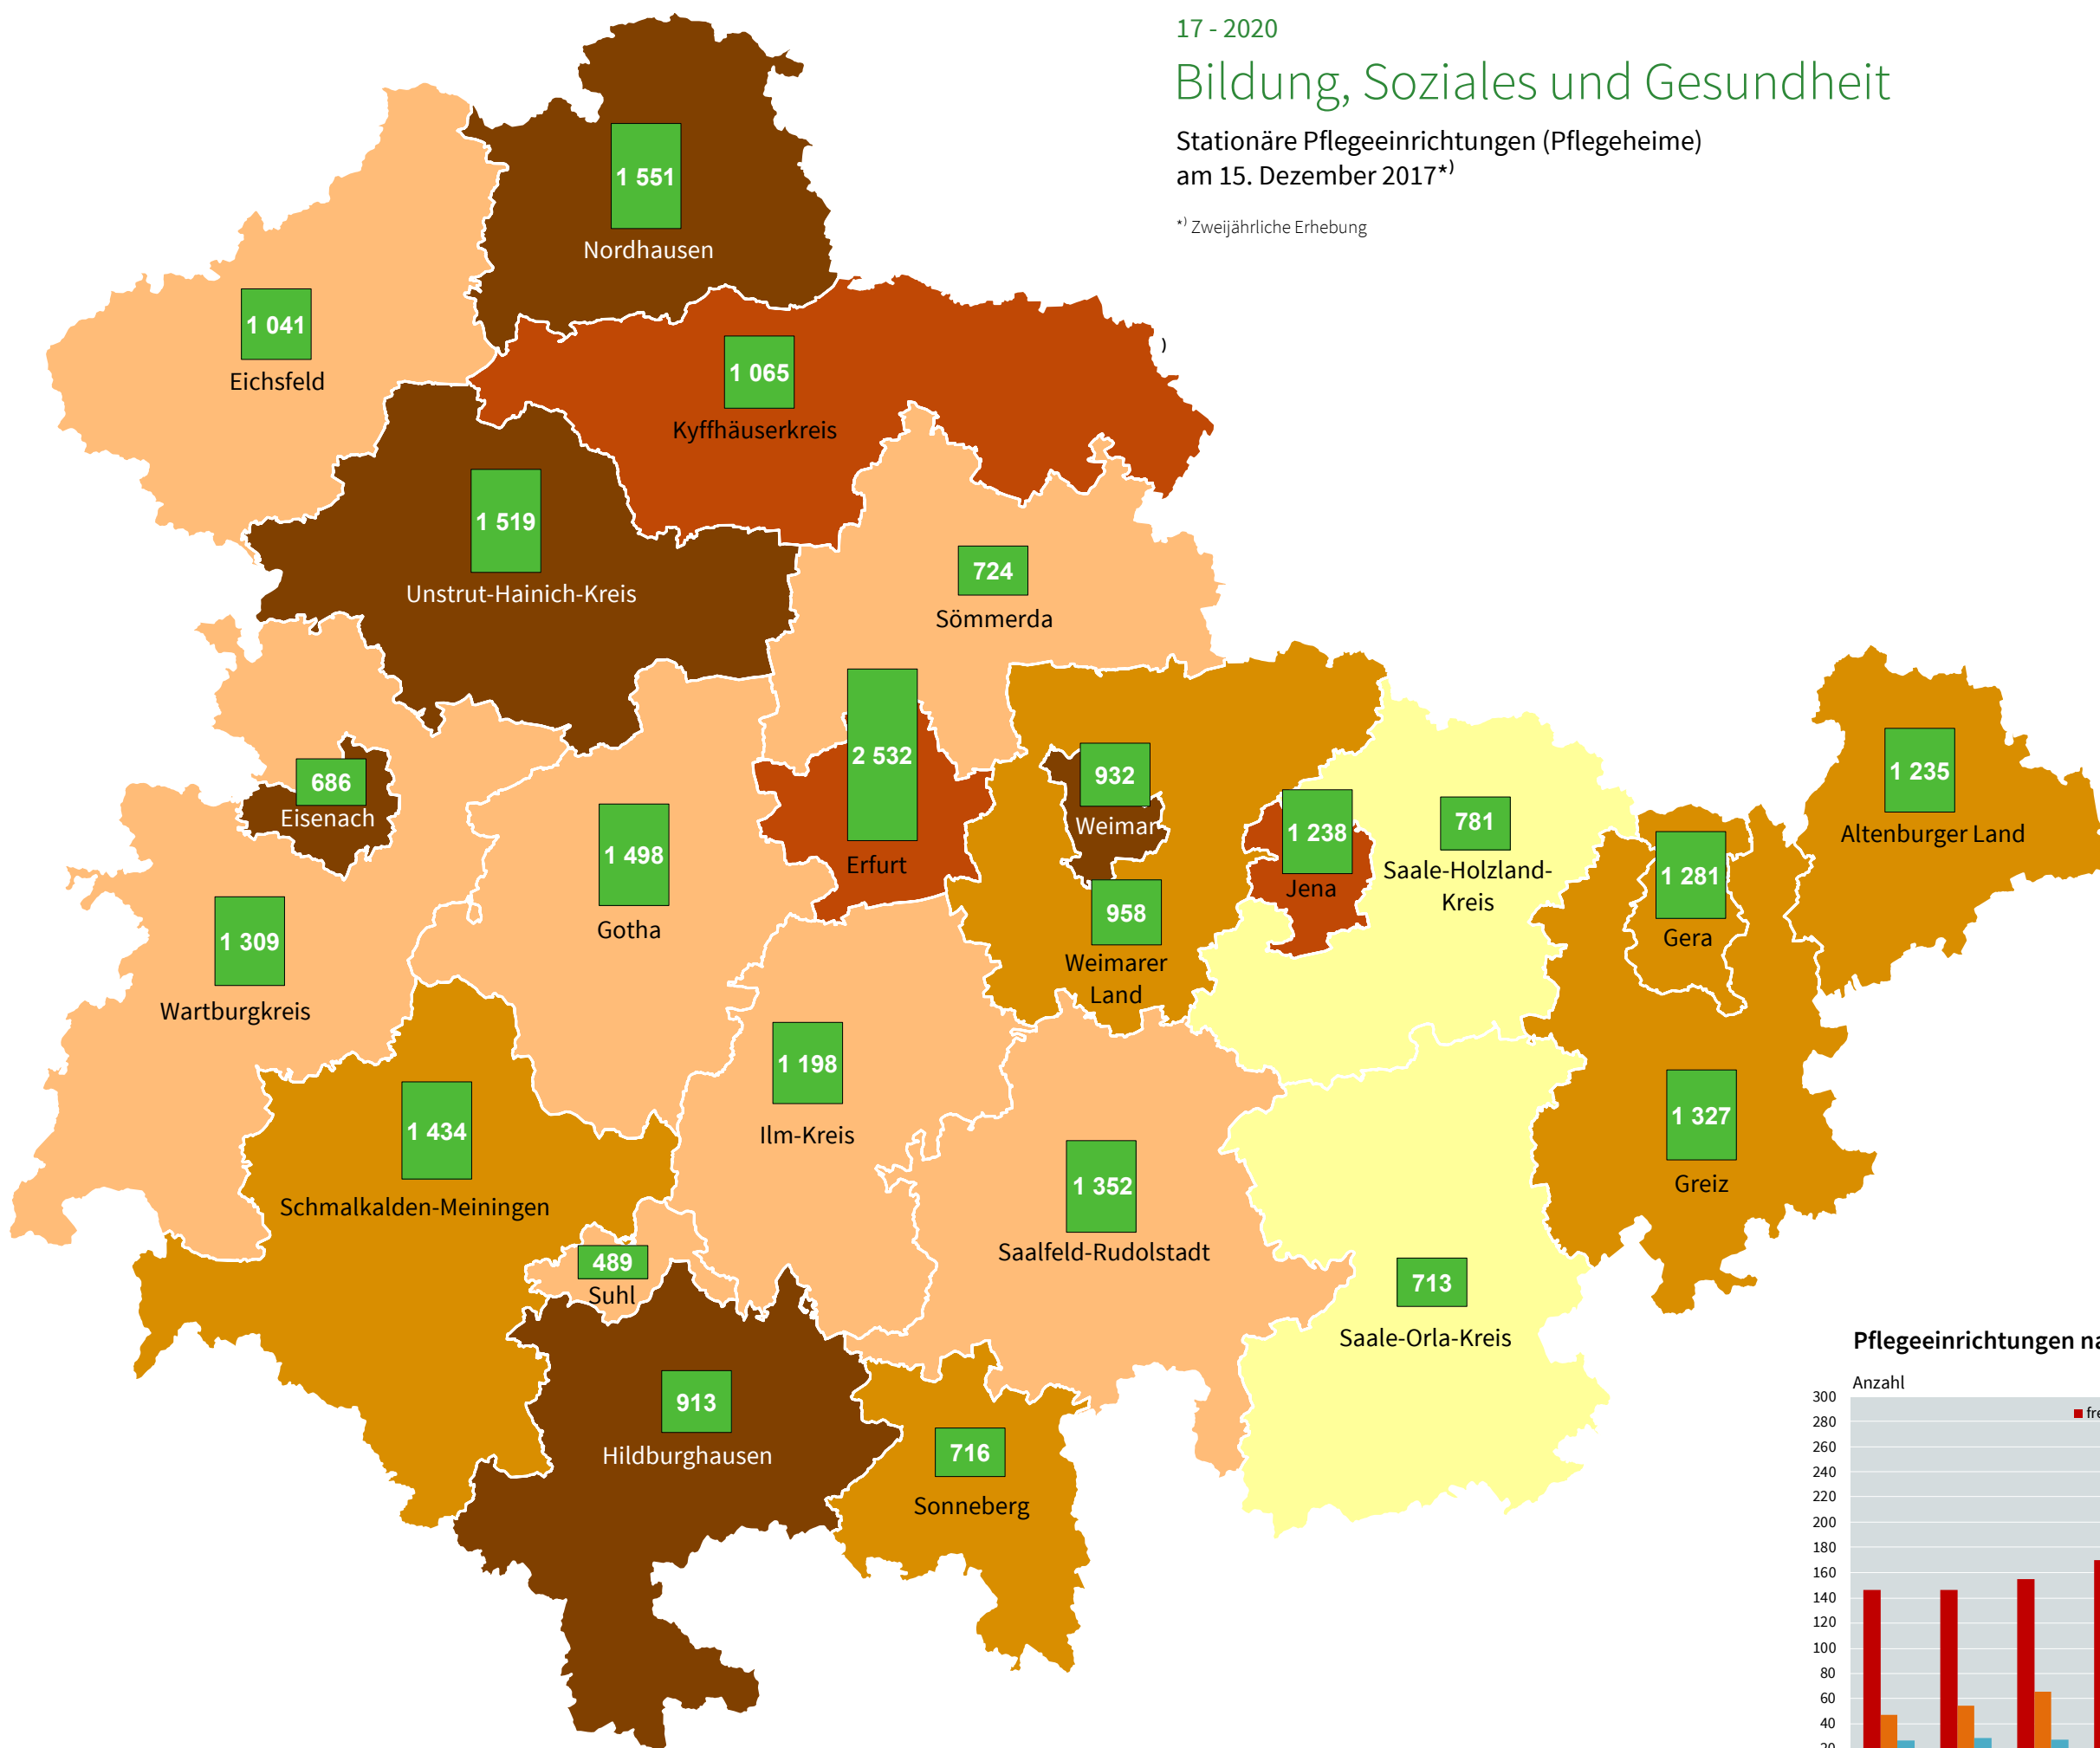 17 - 2020
Bildung, Soziales und Gesundheit
Stationäre Pflegeeinrichtungen (Pflegeheime)
am 15. Dezember 2017*)
*) Zweijährliche Erhebung
1 551
Nordhausen
1 041
Eichsfeld
)
1 065
Kyffhäuserkreis
1 519
Unstrut-Hainich-Kreis
724
Sömmerda
2 532
Erfurt
932
Weimar
686
Eisenach
1 498
Gotha
1 238
Jena
781
Saale-Holzland-
Kreis
1 281
Gera
1 235
Altenburger Land
958
Weimarer
Land
1 309
Wartburgkreis
1 198
Ilm-Kreis
1 434
Schmalkalden-Meiningen
1 327
Greiz
1 352
Saalfeld-Rudolstadt
489
Suhl
713
Saale-Orla-Kreis
913
Hildburghausen
716
Sonneberg
Pflegeeinrichtungen na
Anzahl
300
fre
280
260
240
220
200
180
160
140
120
100
80
60
40
20